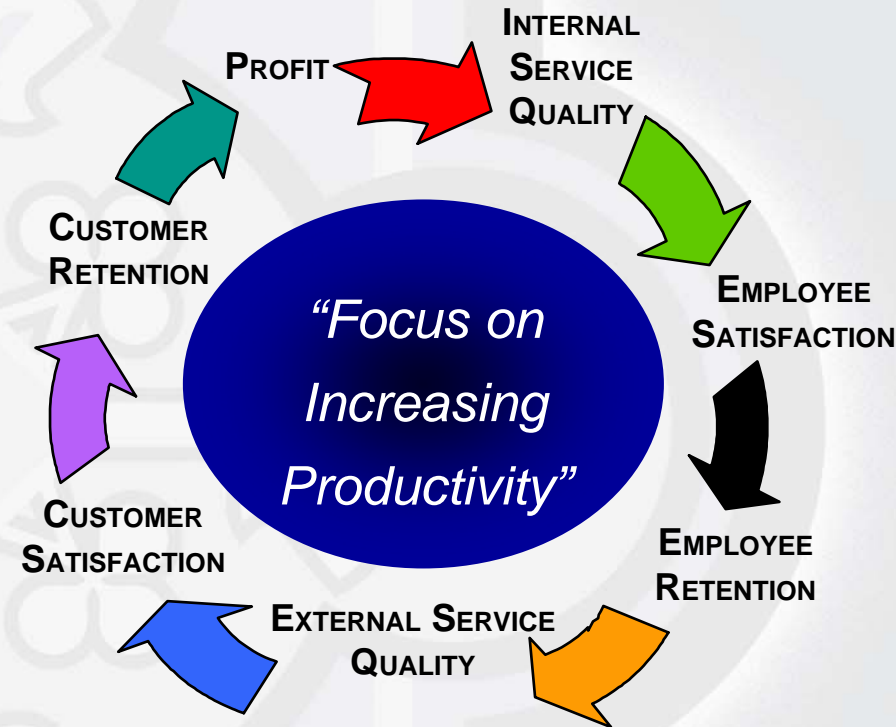 PROFIT
INTERNAL
SERVICE
QUALITY
EMPLOYEE
SATISFACTION
EMPLOYEE
RETENTION
EXTERNAL SERVICE
QUALITY
CUSTOMER
SATISFACTION
CUSTOMER
RETENTION
“Focus on
Increasing
Productivity”